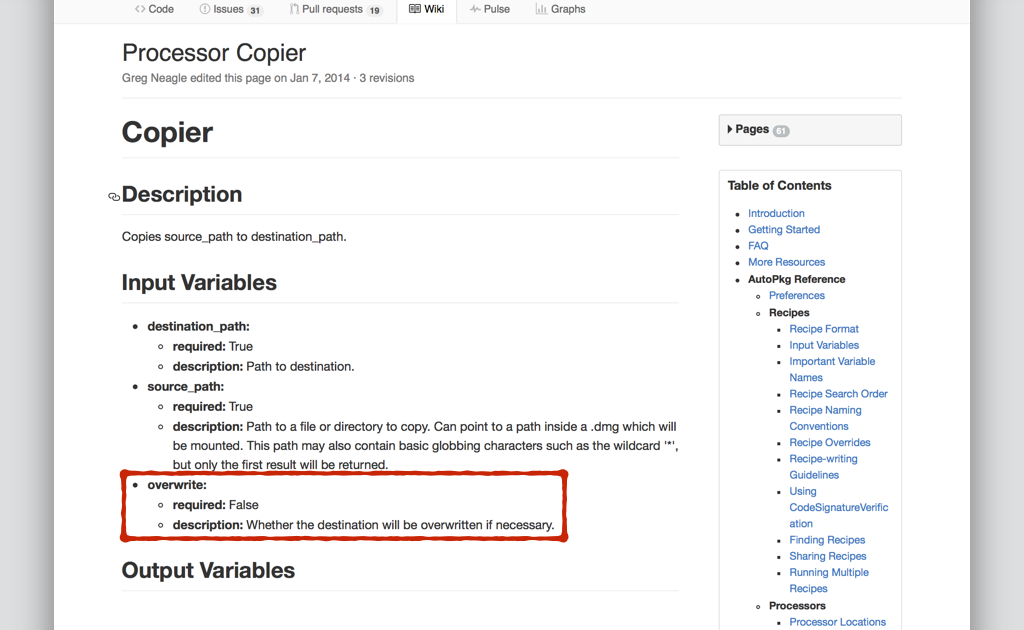 Code Issues 31 Pull requests 19 Wiki Pulse Graphs
Processor Copier
Greg Neagle edited this page on Jan 7, 2014 · 3 revisions
Copier
Description
Copies source_path to destination_path.
Input Variables
destination_path:
required: True
description: Path to destination.
source_path:
required: True
description: Path to a file or directory to copy. Can point to a path inside a .dmg which will
be mounted. This path may also contain basic globbing characters such as the wildcard '*',
but only the first result will be returned.
overwrite:
required: False
description: Whether the destination will be overwritten if necessary.
Output Variables
Pages 61
Table of Contents
Introduction
Getting Started
FAQ
More Resources
AutoPkg Reference
Preferences
Recipes
Recipe Format
Input Variables
Important Variable
Names
Recipe Search Order
Recipe Naming
Conventions
Recipe Overrides
Recipe-writing
Guidelines
Using
CodeSignatureVerific
ation
Finding Recipes
Sharing Recipes
Running Multiple
Recipes
Processors
Processor Locations